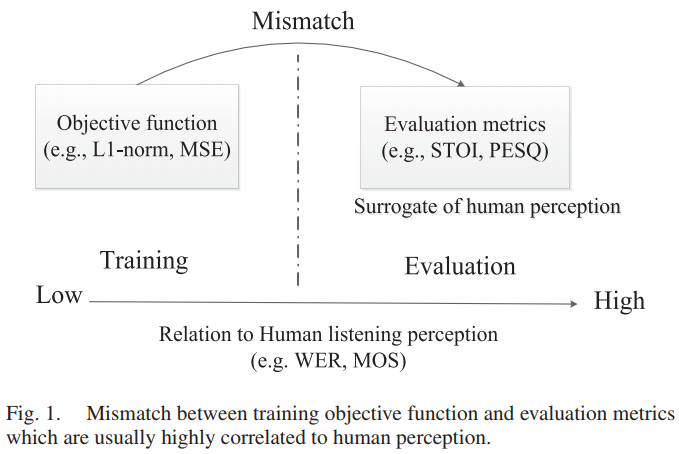 Mismatch
Objective function
(e.g., L1-norm, MSE)
Evaluation metrics
(e.g., STOI, PESQ)
Surrogate of human perception
Training
Evaluation
Low
High
Relation to Human listening perception
(e.g. WER, MOS)
Fig. 1. Mismatch between training objective function and evaluation metrics
which are usually highly correlated to human perception.